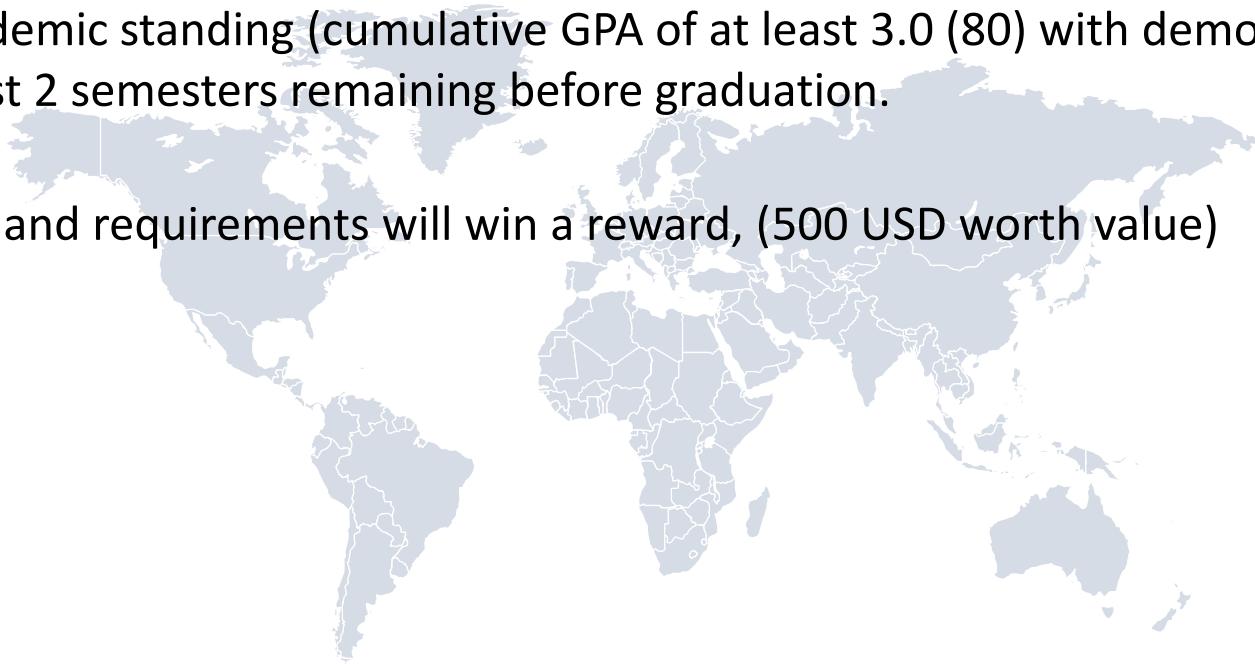 demic standing (cumulative GPA of at least 3.0 (80) with demo
st 2 semesters remaining before graduation.
and requirements will win a reward, (500 USD worth value)